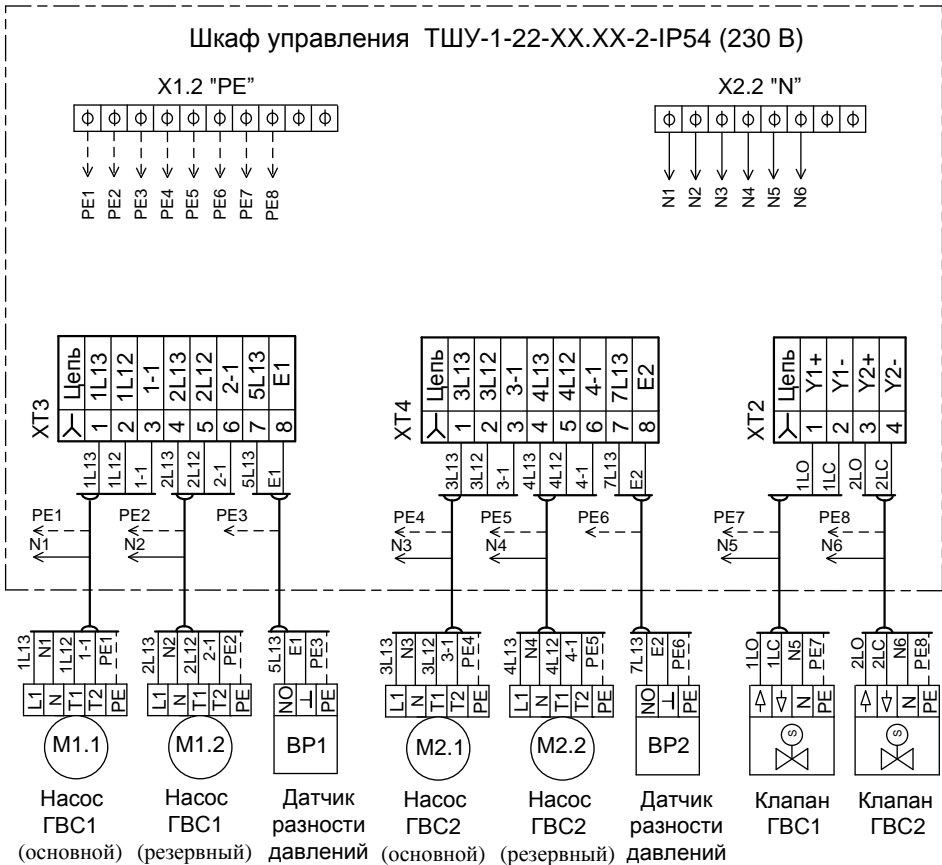 Шкаф управления ТШУ-1-22-XX.XX-2-IP54 (230 В)
X1.2 "PE"
X2.2 "N"
PE1 PE2 PE3 PE4 PE5 PE6 PE7 PE8
N1 N2 N3 N4 N5 N6
XT3
Цепь 1L13 1L12 1-1 2L13 2L12 2-1 5L13 E1
1 2 3 4 5 6 7 8
1L13 1L12 1-1 2L13 2L12 2-1 5L13 E1
XT4
Цепь 3L13 3L12 3-1 4L13 4L12 4-1 7L13 E2
1 2 3 4 5 6 7 8
3L13 3L12 3-1 4L13 4L12 4-1 7L13 E2
XT2
Цепь Y1+ Y1- Y2+ Y2-
1 2 3 4
1LO 1LC 2LO 2LC
PE1 PE2 PE3 PE4 PE5 PE6 PE7 PE8
N1 N2 N3 N4 N5 N6
1L13 N1 1L12 1-1 PE1
2L13 N2 2L12 2-1 PE2
5L13 E1 PE3
3L13 N3 3L12 3-1 PE4
4L13 N4 4L12 4-1 PE5
7L13 E2 PE6
1LO 1LC N5 PE7
2LO 2LC N6 PE8
L1 N T1 T2 PE
L1 N T1 T2 PE
NO ⊥ PE
L1 N T1 T2 PE
L1 N T1 T2 PE
NO ⊥ PE
N PE
N PE
M1.1
M1.2
BP1
M2.1
M2.2
BP2
S
S
Насос
ГВС1
(основной)
Насос
ГВС1
(резервный)
Датчик
разности
давлений
Насос
ГВС2
(основной)
Насос
ГВС2
(резервный)
Датчик
разности
давлений
Клапан
ГВС1
Клапан
ГВС2